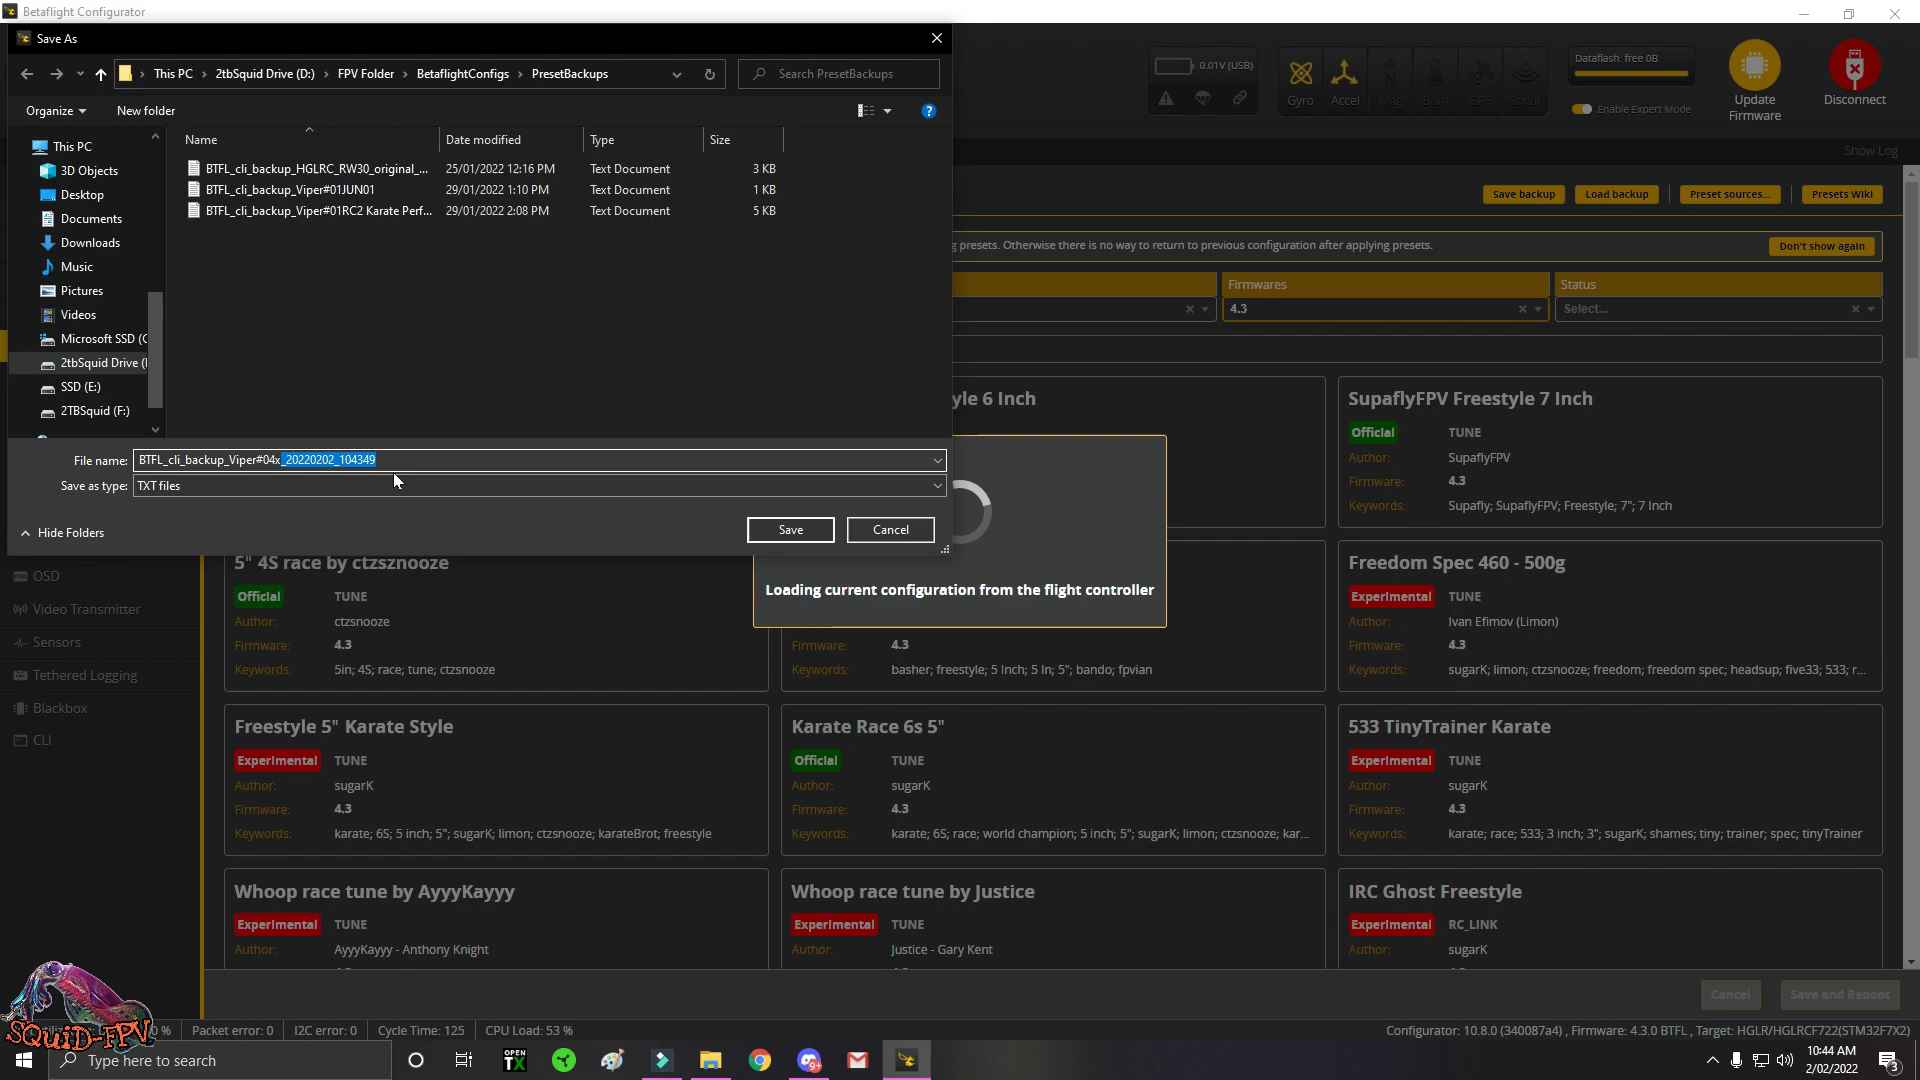 Betaflight Configurator
Save As
This PC > 2tbSquid Drive (D:) > FPV Folder > BetaflightConfigs > PresetBackups
Search PresetBackups
Organize
New folder
Name
Date modified
Type
Size
This PC
3D Objects
Desktop
Documents
Downloads
Music
Pictures
Videos
Microsoft SSD (C
2tbSquid Drive (
SSD (E:)
2TBSquid (F:)
BTFL_cli_backup_HGLRC_RW30_original_... 25/01/2022 12:16 PM Text Document 3 KB
BTFL_cli_backup_Viper#01JUN01 29/01/2022 1:10 PM Text Document 1 KB
BTFL_cli_backup_Viper#01RC2 Karate Perf... 29/01/2022 2:08 PM Text Document 5 KB
File name: BTFL_cli_backup_Viper#04x_20220202_104349
Save as type: TXT files
Hide Folders
Save
Cancel
0.01V (USB)
Gyro Accel Mag Baro GPS Sonar
Dataflash: free 0B
Enable Expert Mode
Update
Firmware
Disconnect
Show Log
Save backup
Load backup
Preset sources...
Presets Wiki
g presets. Otherwise there is no way to return to previous configuration after applying presets.
Don't show again
Firmwares
Status
4.3
Select...
yle 6 Inch
SupaflyFPV Freestyle 7 Inch
Official TUNE
Author: SupaflyFPV
Firmware: 4.3
Keywords: Supafly; SupaflyFPV; Freestyle; 7"; 7 Inch
Loading current configuration from the flight controller
OSD
Video Transmitter
Sensors
Tethered Logging
Blackbox
CLI
5" 4S race by ctzsznooze
Official TUNE
Author: ctzsnooze
Firmware: 4.3
Keywords: 5in; 4S; race; tune; ctzsnooze
Firmware: 4.3
Keywords: basher; freestyle; 5 Inch; 5 In; 5"; bando; fpvian
Freedom Spec 460 - 500g
Experimental TUNE
Author: Ivan Efimov (Limon)
Firmware: 4.3
Keywords: sugarK; limon; ctzsnooze; freedom; freedom spec; headsup; five33; 533; r...
Freestyle 5" Karate Style
Experimental TUNE
Author: sugarK
Firmware: 4.3
Keywords: karate; 6S; 5 inch; 5"; sugarK; limon; ctzsnooze; karateBrot; freestyle
Karate Race 6s 5"
Official TUNE
Author: sugarK
Firmware: 4.3
Keywords: karate; 6S; race; world champion; 5 inch; 5"; sugarK; limon; ctzsnooze; kar...
533 TinyTrainer Karate
Experimental TUNE
Author: sugarK
Firmware: 4.3
Keywords: karate; race; 533; 3 inch; 3"; sugarK; shames; tiny; trainer; spec; tinyTrainer
Whoop race tune by AyyyKayyy
Experimental TUNE
Author: AyyyKayyy - Anthony Knight
Whoop race tune by Justice
Experimental TUNE
Author: Justice - Gary Kent
IRC Ghost Freestyle
Experimental RC_LINK
Author: sugarK
Cancel
Save and Reboot
SQUID-FPV
0 %
Packet error: 0
I2C error: 0
Cycle Time: 125
CPU Load: 53 %
Configurator: 10.8.0 (340087a4) , Firmware: 4.3.0 BTFL , Target: HGLR/HGLRCF722(STM32F7X2)
Type here to search
OPEN
TX
9+
10:44 AM
2/02/2022
3